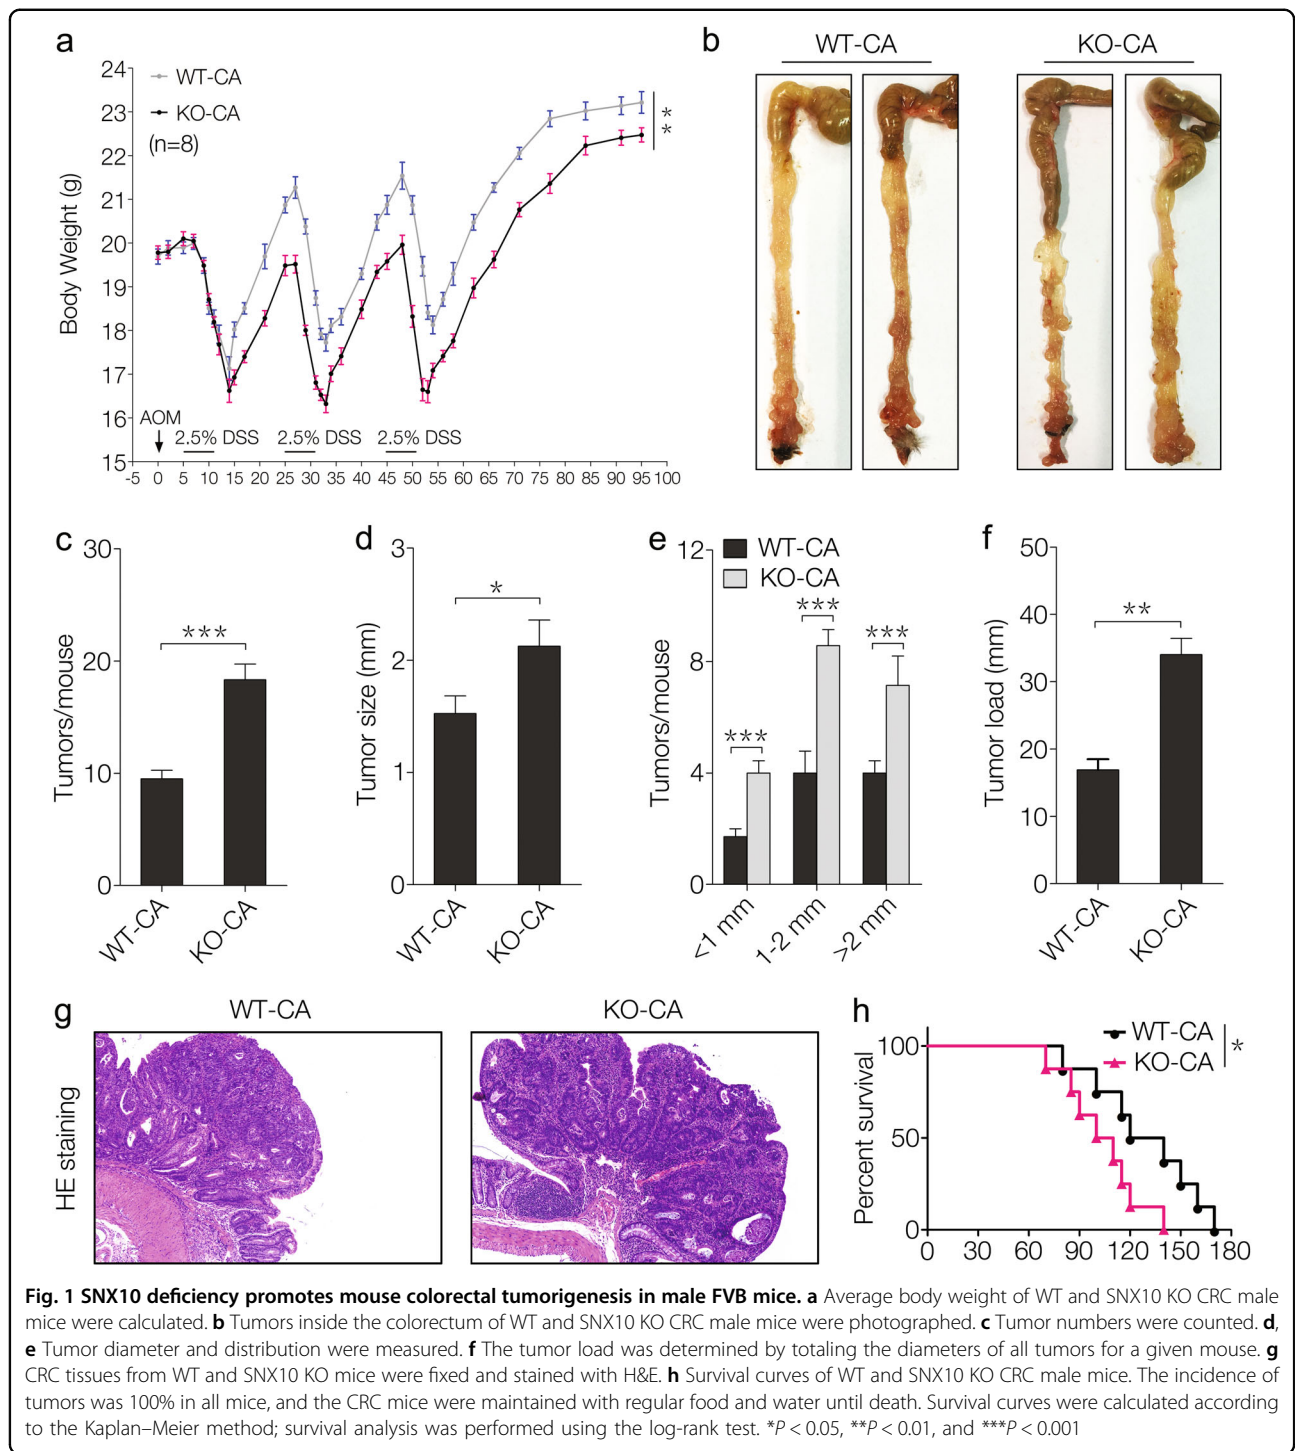 a
WT-CA
KO-CA
(n=8)
Body Weight (g)
24
23
22
21
20
19
18
17
16
15
*
*
AOM
2.5% DSS
2.5% DSS
2.5% DSS
-5 0 5 10 15 20 25 30 35 40 45 50 55 60 65 70 75 80 85 90 95 100
b
WT-CA
KO-CA
c
Tumors/mouse
30
20
10
0
***
WT-CA
KO-CA
d
Tumor size (mm)
3
2
1
0
*
WT-CA
KO-CA
e
WT-CA
KO-CA
Tumors/mouse
12
8
4
0
***
***
***
<1 mm
1-2 mm
>2 mm
f
Tumor load (mm)
50
40
30
20
10
0
**
WT-CA
KO-CA
g
WT-CA
KO-CA
HE staining
h
WT-CA
KO-CA
*
Percent survival
100
50
0
0 30 60 90 120 150 180
Fig. 1 SNX10 deficiency promotes mouse colorectal tumorigenesis in male FVB mice. a Average body weight of WT and SNX10 KO CRC male
mice were calculated. b Tumors inside the colorectum of WT and SNX10 KO CRC male mice were photographed. c Tumor numbers were counted. d,
e Tumor diameter and distribution were measured. f The tumor load was determined by totaling the diameters of all tumors for a given mouse. g
CRC tissues from WT and SNX10 KO mice were fixed and stained with H&E. h Survival curves of WT and SNX10 KO CRC male mice. The incidence of
tumors was 100% in all mice, and the CRC mice were maintained with regular food and water until death. Survival curves were calculated according
to the Kaplan–Meier method; survival analysis was performed using the log-rank test. *P < 0.05, **P < 0.01, and ***P < 0.001